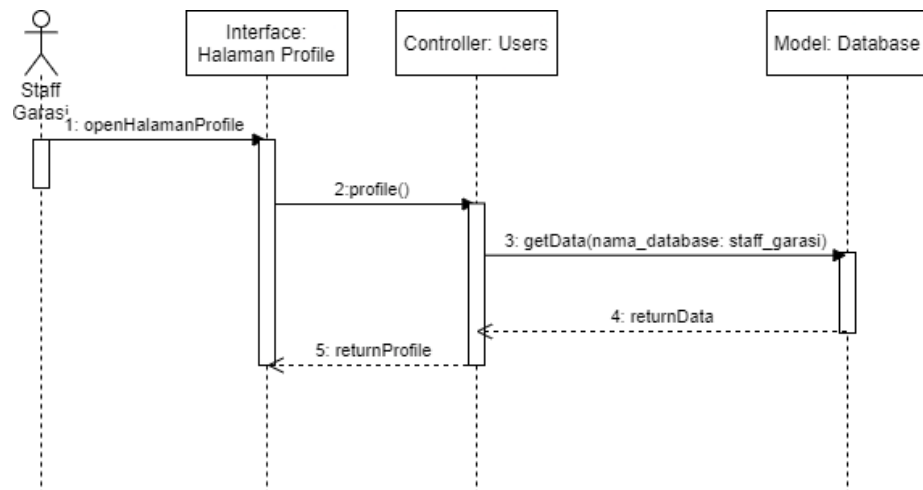 Interface:
Halaman Profile
Controller: Users
Model: Database
Staff
Garasi
1: openHalamanProfile
2:profile()
3: getData(nama_database: staff_garasi)
4: returnData
5: returnProfile